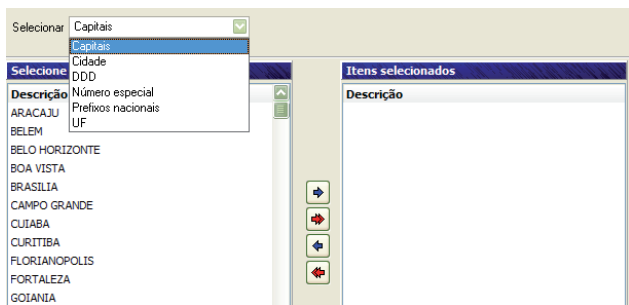 Selecionar Capitais
Capitais
Cidade
DDD
Número especial
Prefixos nacionais
UF
Selecione
Descrição
ARACAJU
BELEM
BELO HORIZONTE
BOA VISTA
BRASILIA
CAMPO GRANDE
CUIABA
CURITIBA
FLORIANOPOLIS
FORTALEZA
GOIANIA
Itens selecionados
Descrição